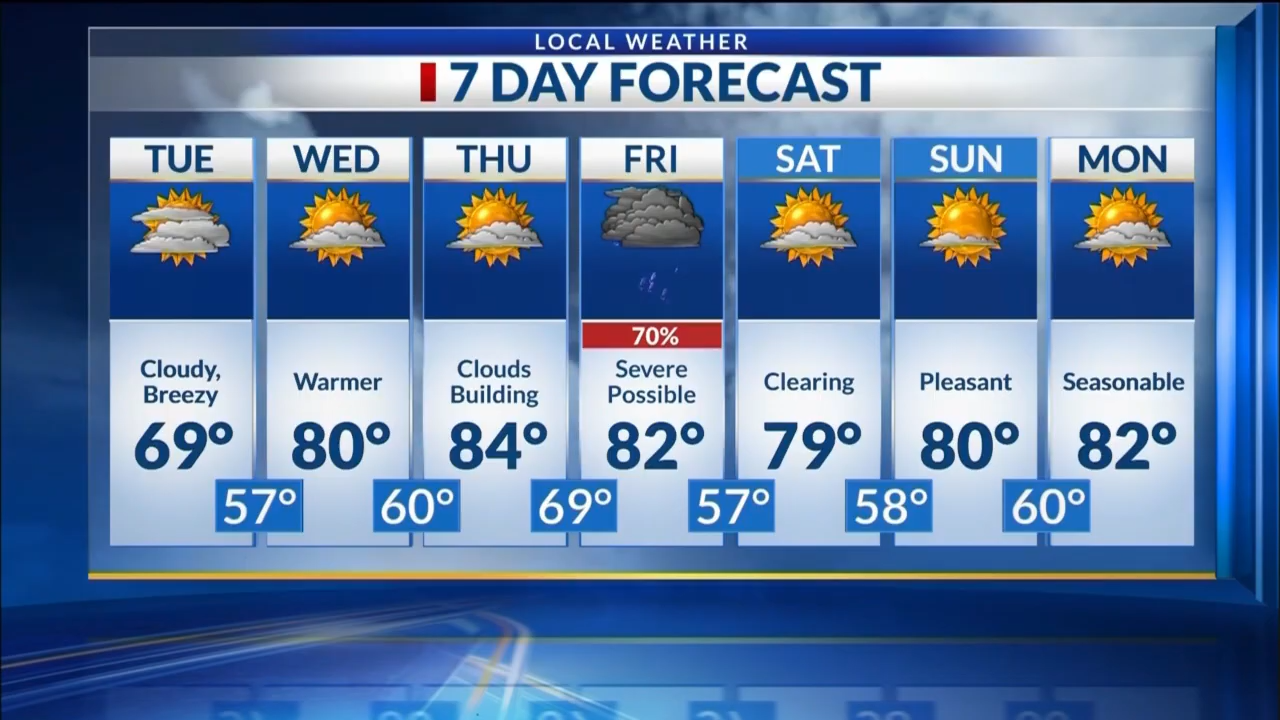 LOCAL WEATHER
7 DAY FORECAST
TUE WED THU FRI SAT SUN MON
70%
Cloudy,
Breezy
Warmer
Clouds
Building
Severe
Possible
Clearing
Pleasant
Seasonable
69° 80° 84° 82° 79° 80° 82°
57° 60° 69° 57° 58° 60°